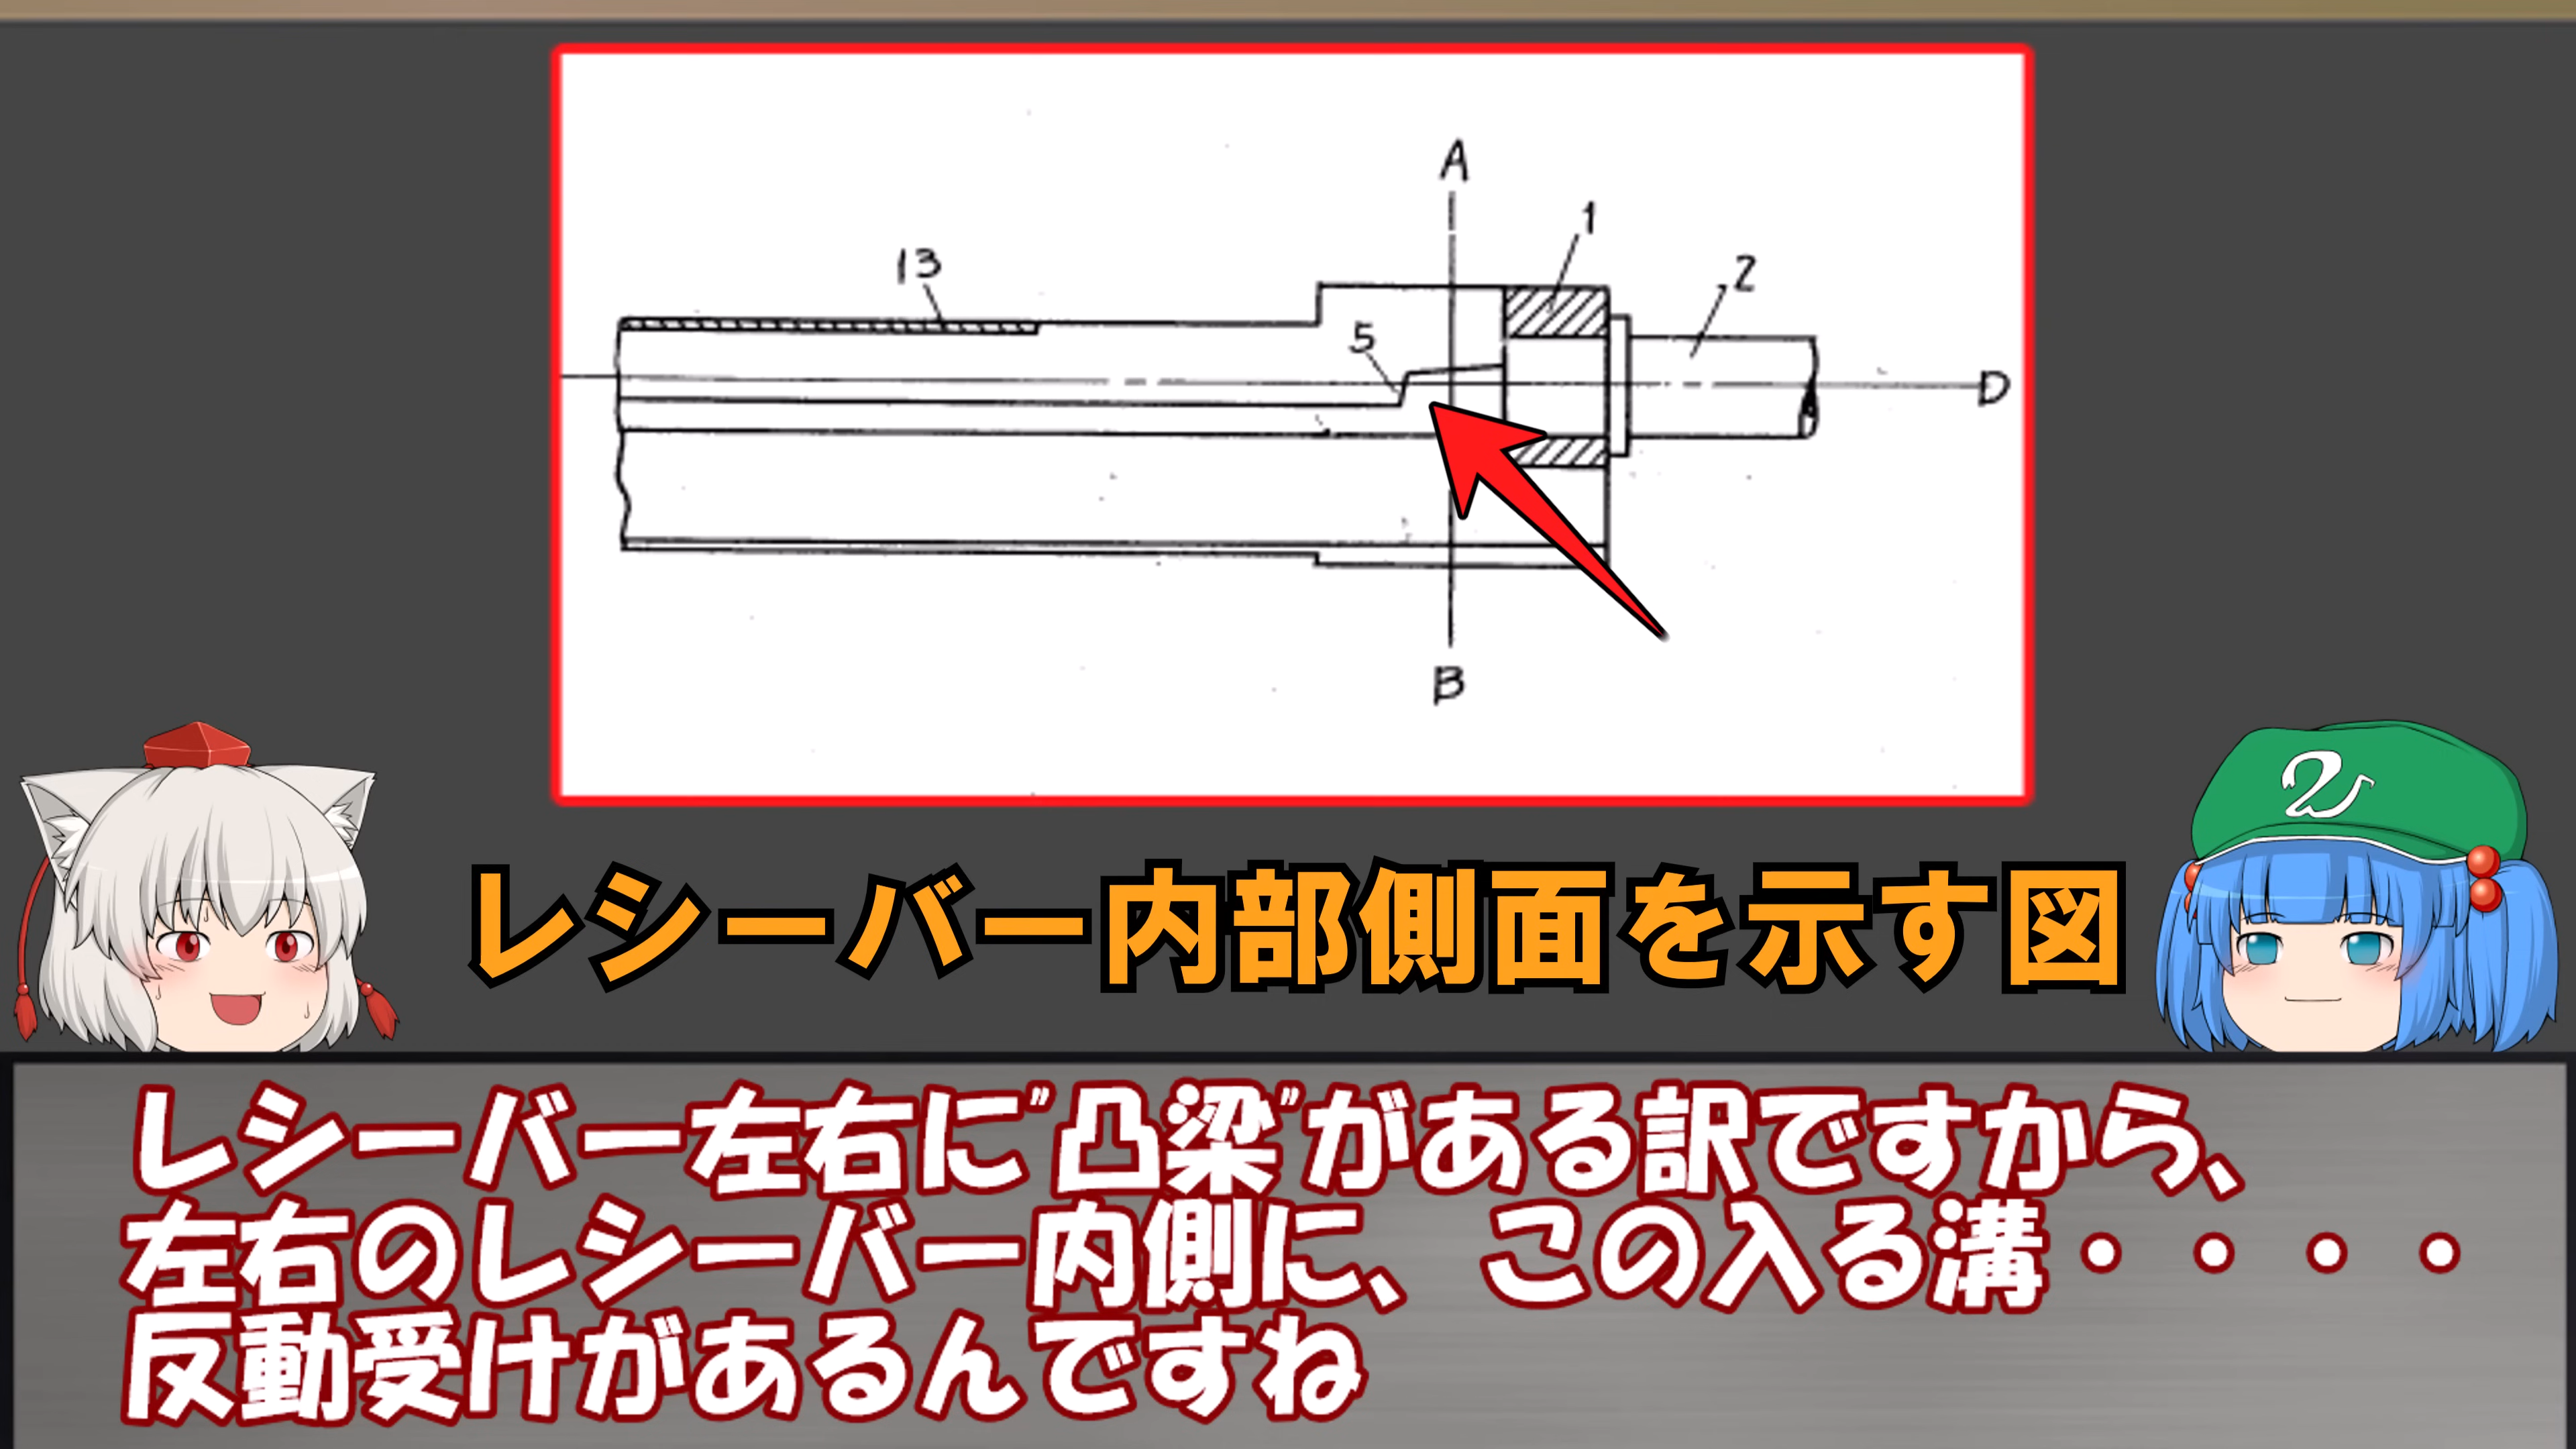 A
1
2
13
5
D
B
レシーバー内部側面を示す図
レシーバー左右に"凸梁"がある訳ですから、
左右のレシーバー内側に、この入る溝・・・・
反動受けがあるんですね